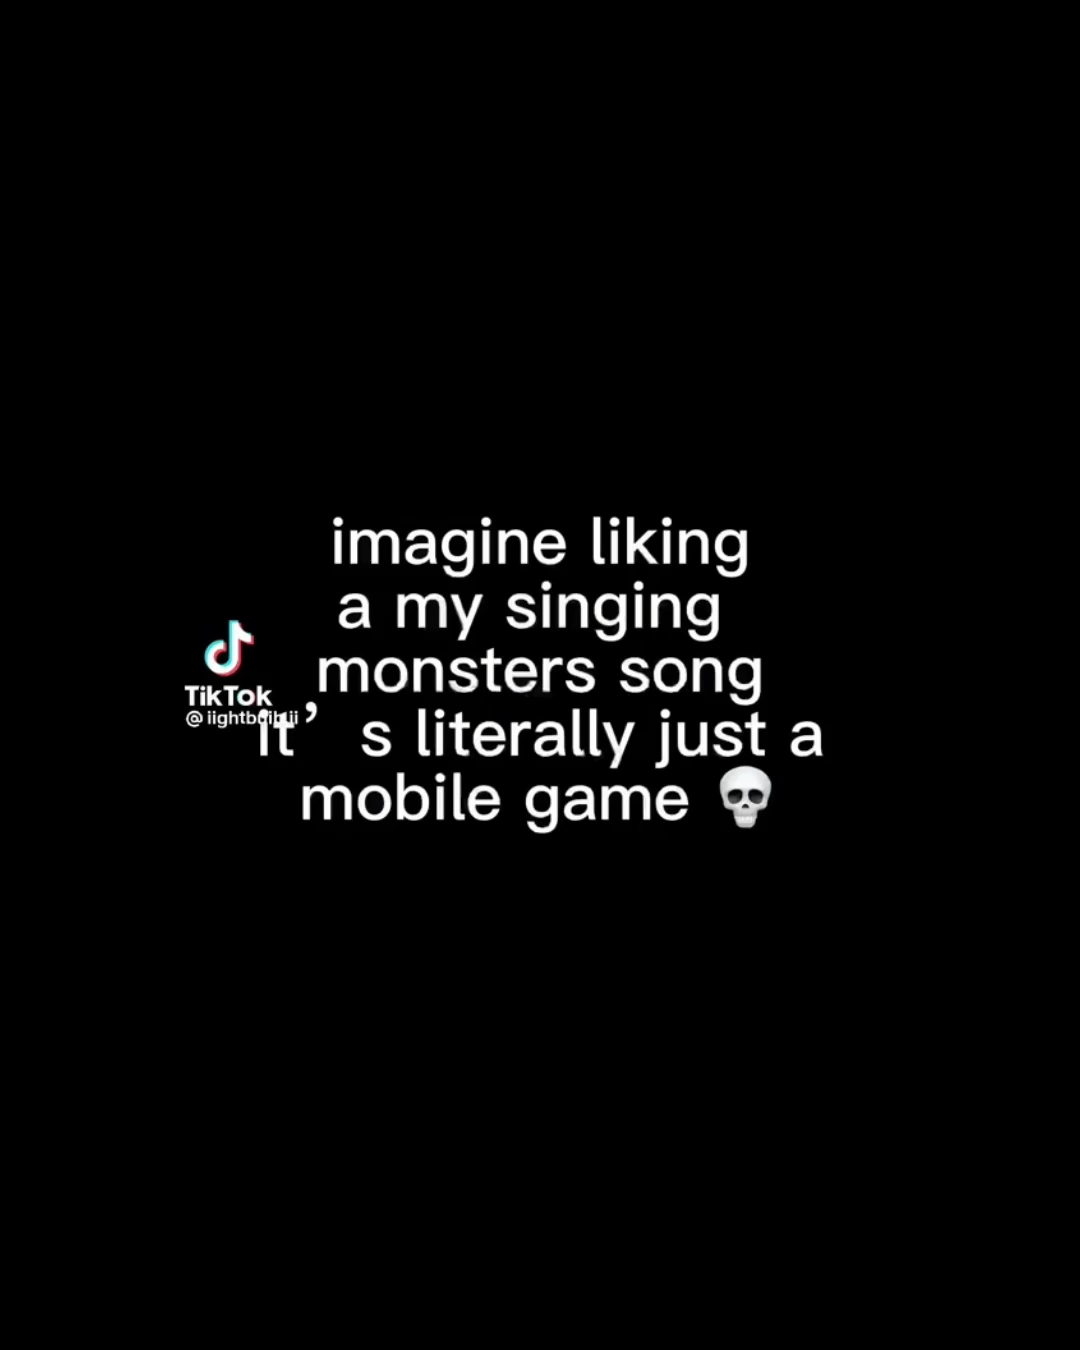 imagine liking
a my singing
monsters song
it’ s literally just a
mobile game 💀
TikTok